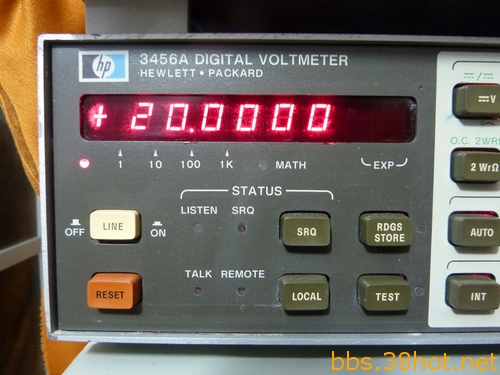 hp 3456A DIGITAL VOLTMETER
HEWLETT • PACKARD
+ 20.0000
1 10 100 1K MATH EXP
⎓V
O.C. 2WR
2 WrΩ
STATUS
LISTEN SRQ
OFF LINE ON
SRQ
RDGS
STORE
AUTO
TALK REMOTE
RESET
LOCAL
TEST
INT
bbs.38hot.net